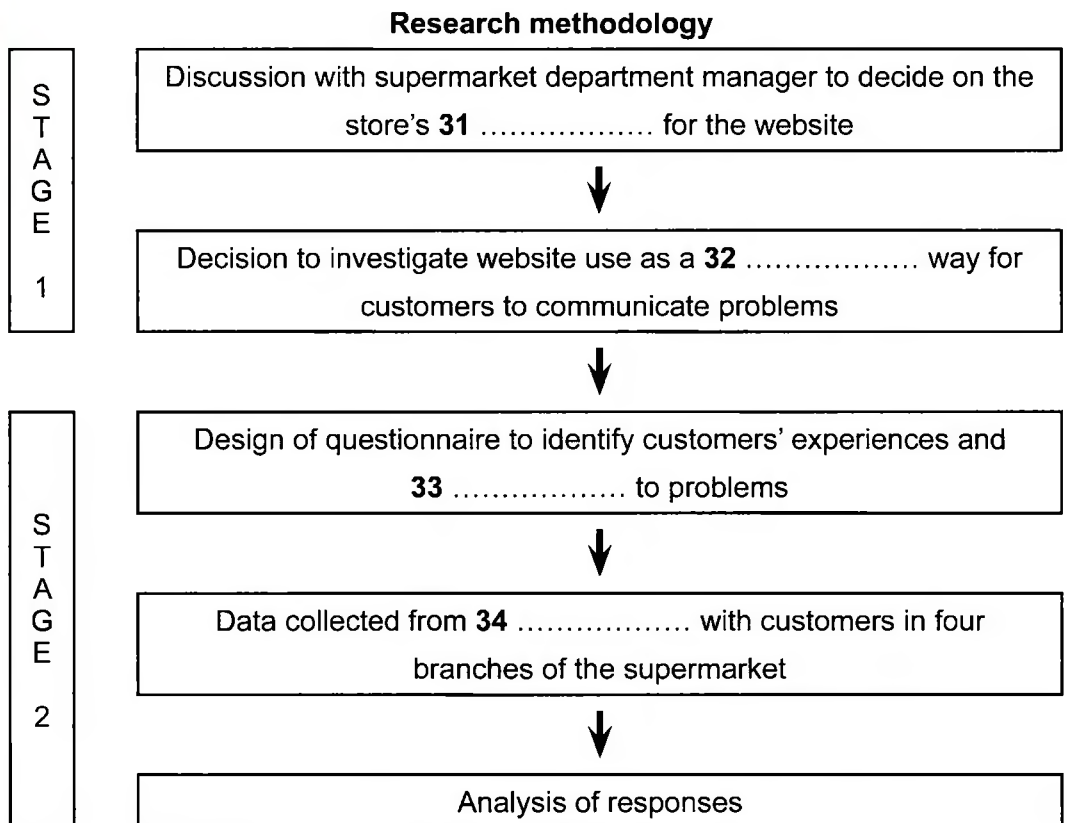 Research methodology
STAGE 1
Discussion with supermarket department manager to decide on the
store's 31 ................... for the website
Decision to investigate website use as a 32 ................... way for
customers to communicate problems
STAGE 2
Design of questionnaire to identify customers' experiences and
33 ................... to problems
Data collected from 34 ................... with customers in four
branches of the supermarket
Analysis of responses